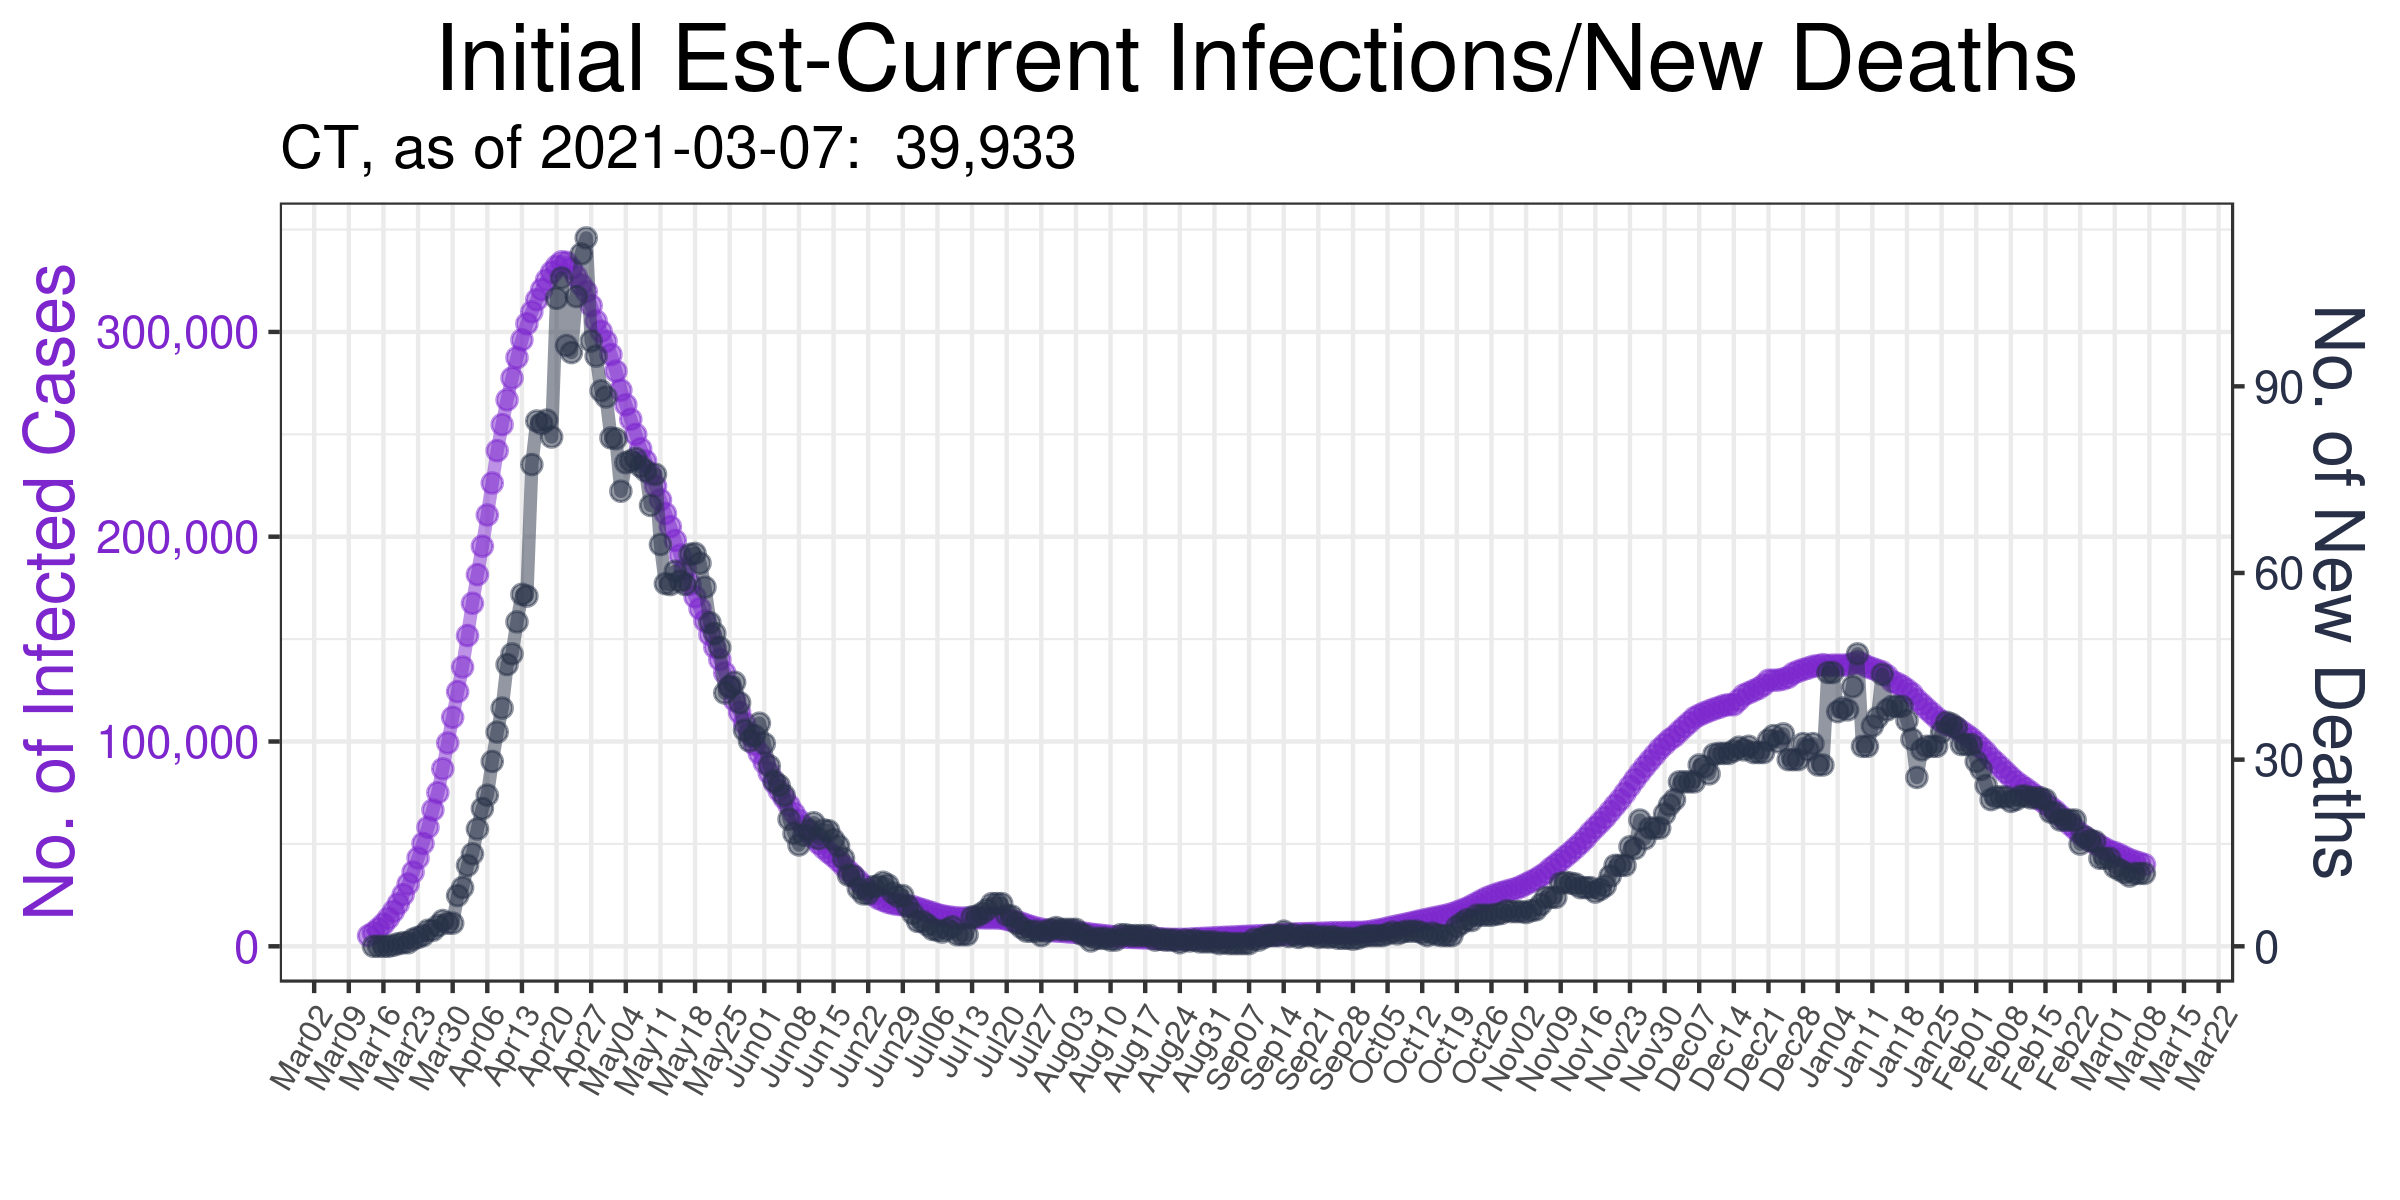 Initial Est-Current Infections/New Deaths
CT, as of 2021-03-07:  39,933
No. of Infected Cases
300,000
200,000
100,000
0
90
60
30
0
No. of New Deaths
Mar02
Mar09
Mar16
Mar23
Mar30
Apr06
Apr13
Apr20
Apr27
May04
May11
May18
May25
Jun01
Jun08
Jun15
Jun22
Jun29
Jul06
Jul13
Jul20
Jul27
Aug03
Aug10
Aug17
Aug24
Aug31
Sep07
Sep14
Sep21
Sep28
Oct05
Oct12
Oct19
Oct26
Nov02
Nov09
Nov16
Nov23
Nov30
Dec07
Dec14
Dec21
Dec28
Dec04
Jan11
Jan18
Jan18
Jan25
Feb01
Feb08
Feb15
Feb22
Mar01
Mar08
Mar15
Mar22